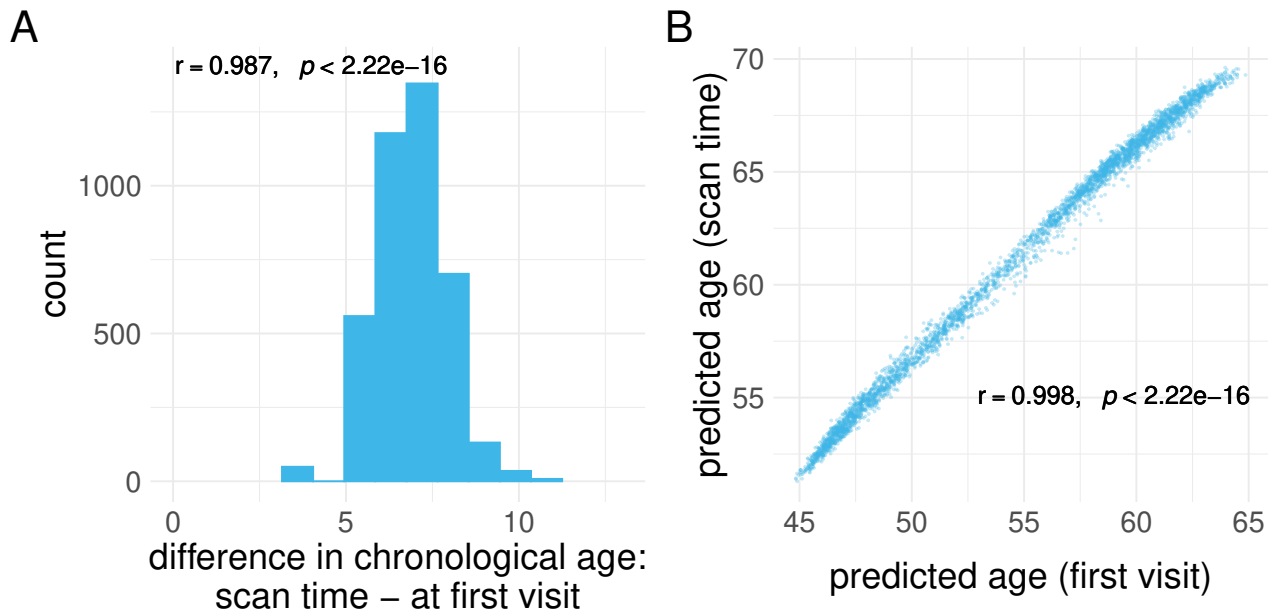 A
r = 0.987, p < 2.22e−16
count
1000
500
0
0 5 10
difference in chronological age:
scan time − at first visit
B
predicted age (scan time)
70
65
60
55
r = 0.998, p < 2.22e−16
45 50 55 60 65
predicted age (first visit)